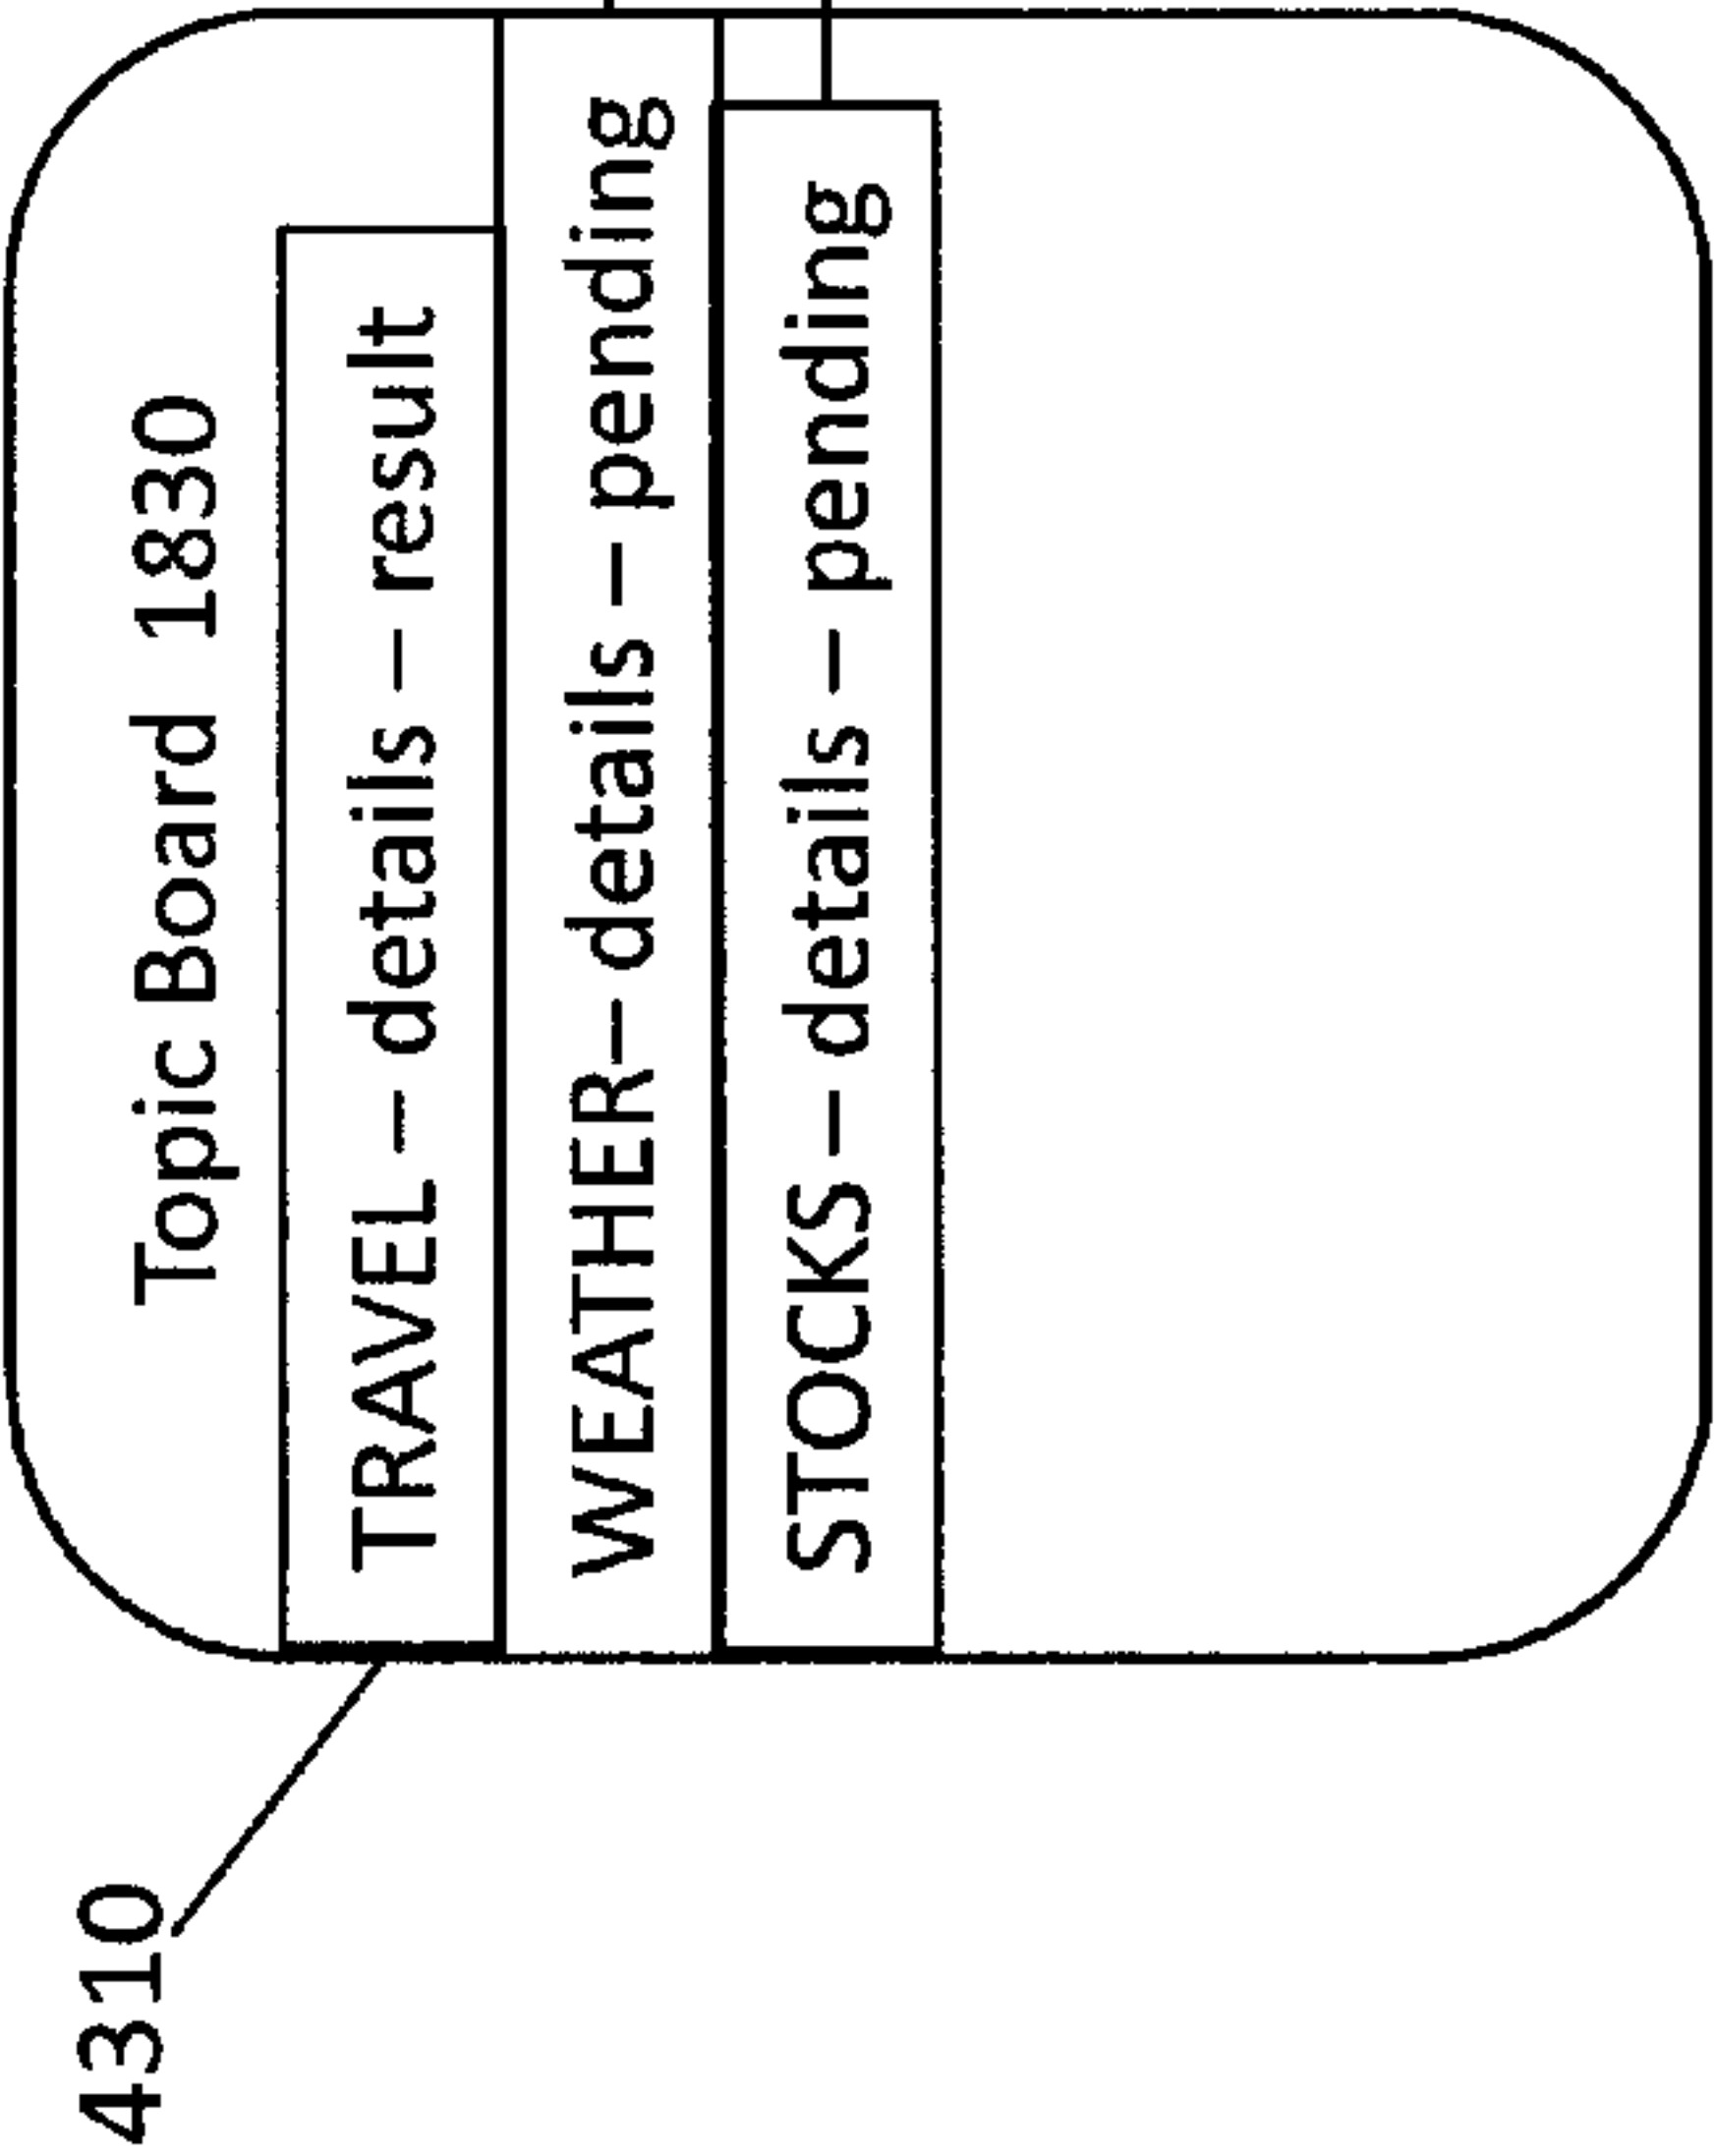 4310
Topic Board 1830
TRAVEL – details – result
WEATHER– details – pending
STOCKS – details – pending